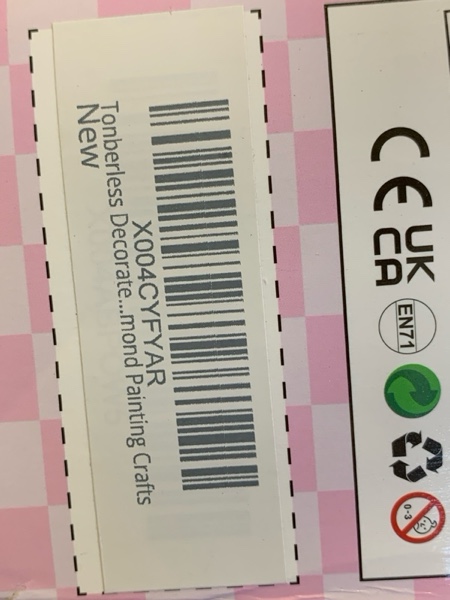 X004CYFYAR
Tonberless Decorate...mond Painting Crafts
New
CE
UK
CA
EN71
0-3